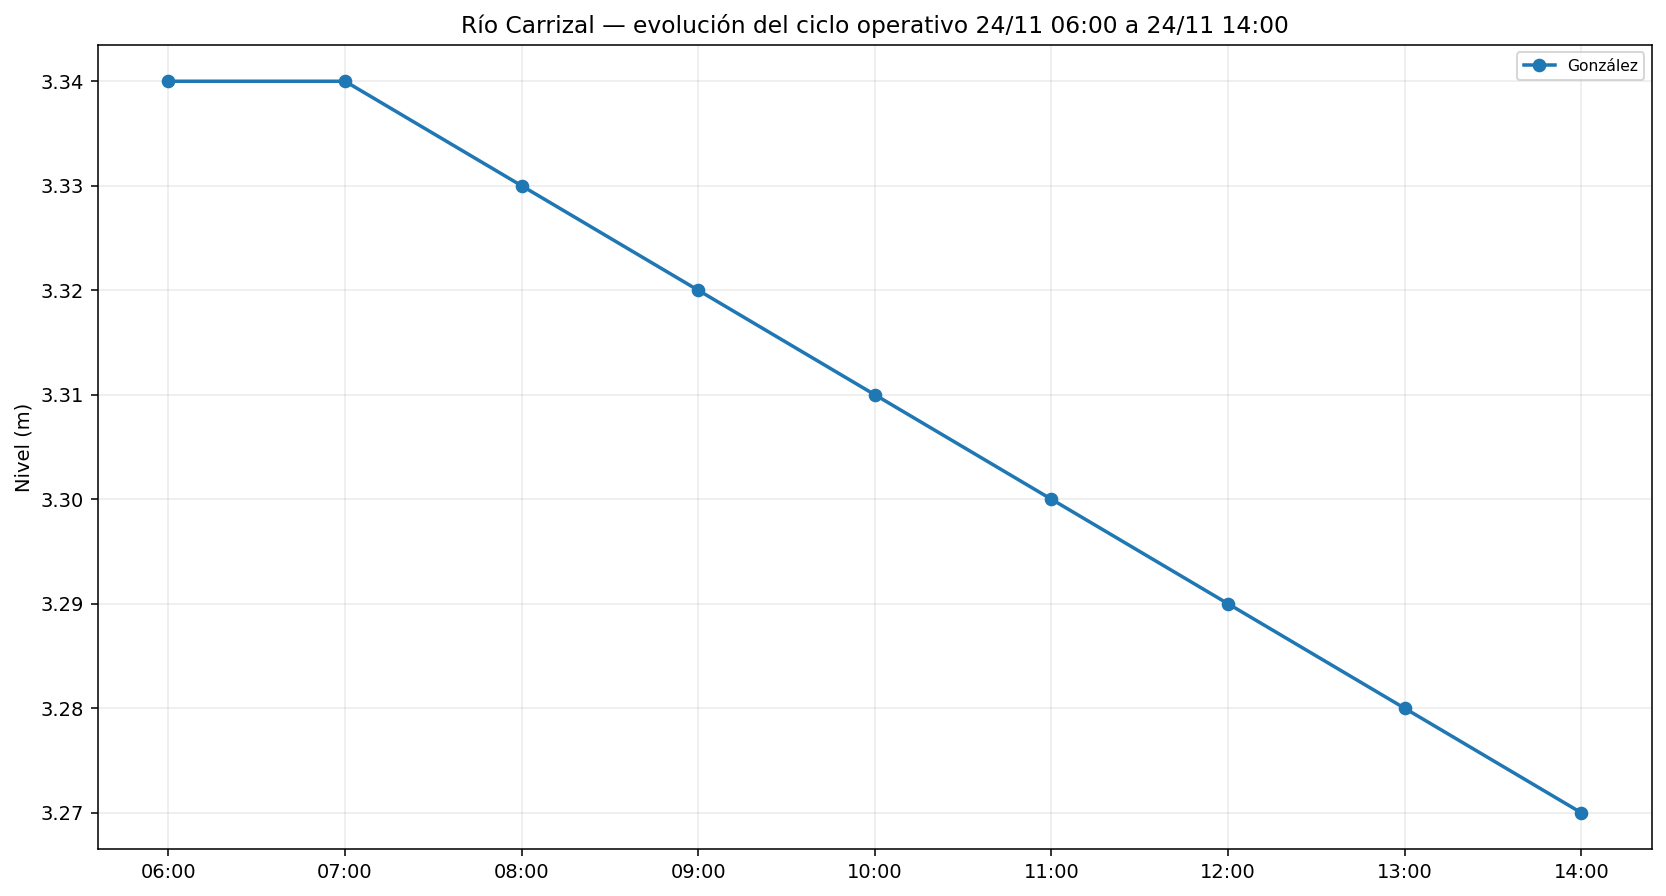 Río Carrizal — evolución del ciclo operativo 24/11 06:00 a 24/11 14:00
González
Nivel (m)
3.34
3.33
3.32
3.31
3.30
3.29
3.28
3.27
06:00 07:00 08:00 09:00 10:00 11:00 12:00 13:00 14:00